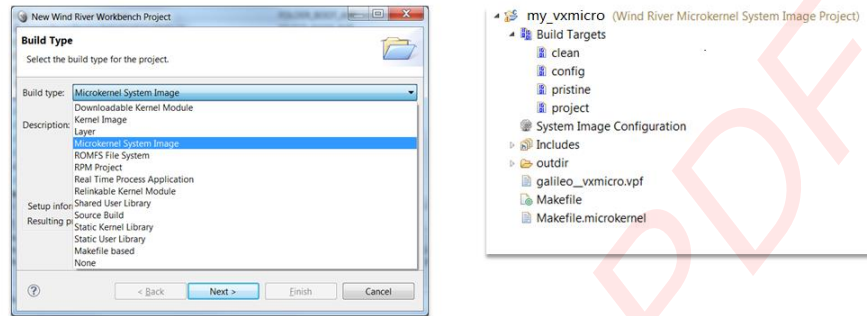 New Wind River Workbench Project
Build Type
Select the build type for the project.
Build type: Microkernel System Image
Downloadable Kernel Module
Kernel Image
Description:
Layer
Microkernel System Image
ROMFS File System
RPM Project
Real Time Process Application
Relinkable Kernel Module
Setup infor
Shared User Library
Resulting p
Source Build
Static Kernel Library
Static User Library
Makefile based
None
< Back Next > Finish Cancel
my_vxmicro (Wind River Microkernel System Image Project)
Build Targets
clean
config
pristine
project
System Image Configuration
Includes
outdir
galileo__vxmicro.vpf
Makefile
Makefile.microkernel
PDF